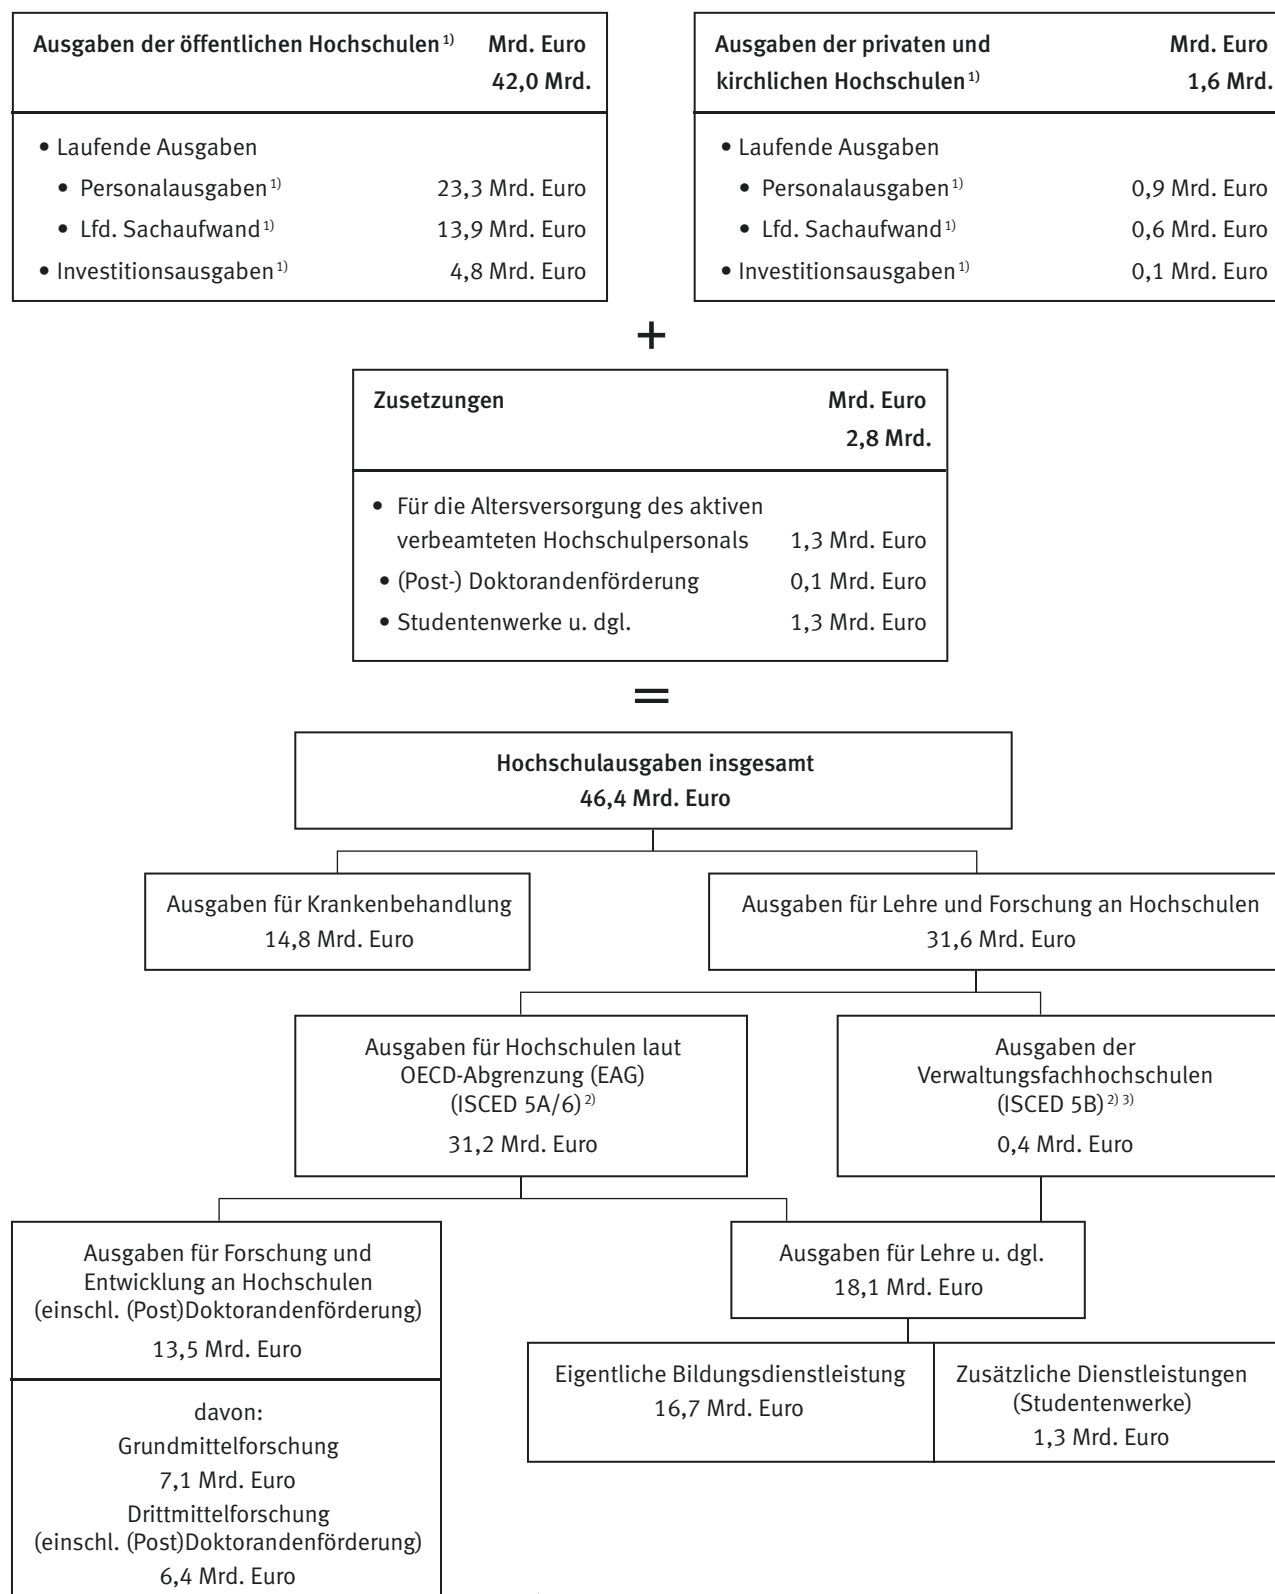 Ausgaben der öffentlichen Hochschulen 1) Mrd. Euro
42,0 Mrd.
• Laufende Ausgaben
• Personalausgaben 1) 23,3 Mrd. Euro
• Lfd. Sachaufwand 1) 13,9 Mrd. Euro
• Investitionsausgaben 1) 4,8 Mrd. Euro
Ausgaben der privaten und Mrd. Euro
kirchlichen Hochschulen 1) 1,6 Mrd.
• Laufende Ausgaben
• Personalausgaben 1) 0,9 Mrd. Euro
• Lfd. Sachaufwand 1) 0,6 Mrd. Euro
• Investitionsausgaben 1) 0,1 Mrd. Euro
+
Zusetzungen Mrd. Euro
2,8 Mrd.
• Für die Altersversorgung des aktiven
verbeamteten Hochschulpersonals 1,3 Mrd. Euro
• (Post-) Doktorandenförderung 0,1 Mrd. Euro
• Studentenwerke u. dgl. 1,3 Mrd. Euro
=
Hochschulausgaben insgesamt
46,4 Mrd. Euro
Ausgaben für Krankenbehandlung
14,8 Mrd. Euro
Ausgaben für Lehre und Forschung an Hochschulen
31,6 Mrd. Euro
Ausgaben für Hochschulen laut
OECD-Abgrenzung (EAG)
(ISCED 5A/6) 2)
31,2 Mrd. Euro
Ausgaben der
Verwaltungsfachhochschulen
(ISCED 5B) 2) 3)
0,4 Mrd. Euro
Ausgaben für Forschung und
Entwicklung an Hochschulen
(einschl. (Post)Doktorandenförderung)
13,5 Mrd. Euro
davon:
Grundmittelforschung
7,1 Mrd. Euro
Drittmittelforschung
(einschl. (Post)Doktorandenförderung)
6,4 Mrd. Euro
Ausgaben für Lehre u. dgl.
18,1 Mrd. Euro
Eigentliche Bildungsdienstleistung
16,7 Mrd. Euro
Zusätzliche Dienstleistungen
(Studentenwerke)
1,3 Mrd. Euro